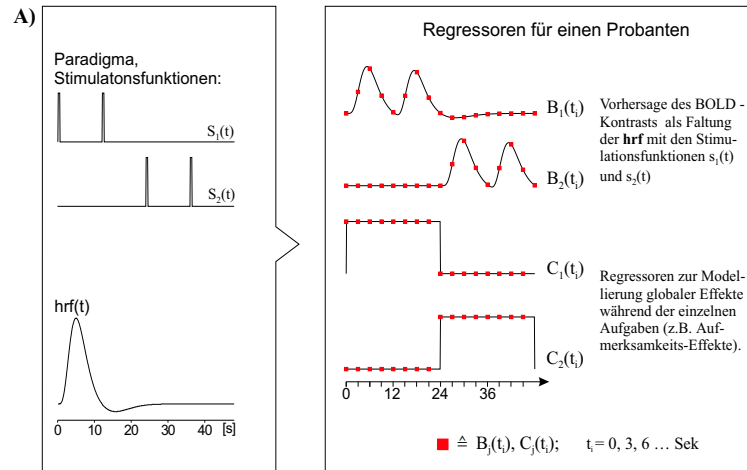 A)
Paradigma,
Stimulatonsfunktionen:
S₁(t)
S₂(t)
hrf(t)
0 10 20 30 40 [s]
Regressoren für einen Probanten
B₁(tᵢ)
Vorhersage des BOLD -
Kontrasts als Faltung
der hrf mit den Stimu-
lationsfunktionen s₁(t)
und s₂(t)
B₂(tᵢ)
C₁(tᵢ)
Regressoren zur Model-
lierung globaler Effekte
während der einzelnen
Aufgaben (z.B. Auf-
merksamkeits-Effekte).
C₂(tᵢ)
0 12 24 36
≙ Bⱼ(tᵢ), Cⱼ(tᵢ); tᵢ = 0, 3, 6 … Sek